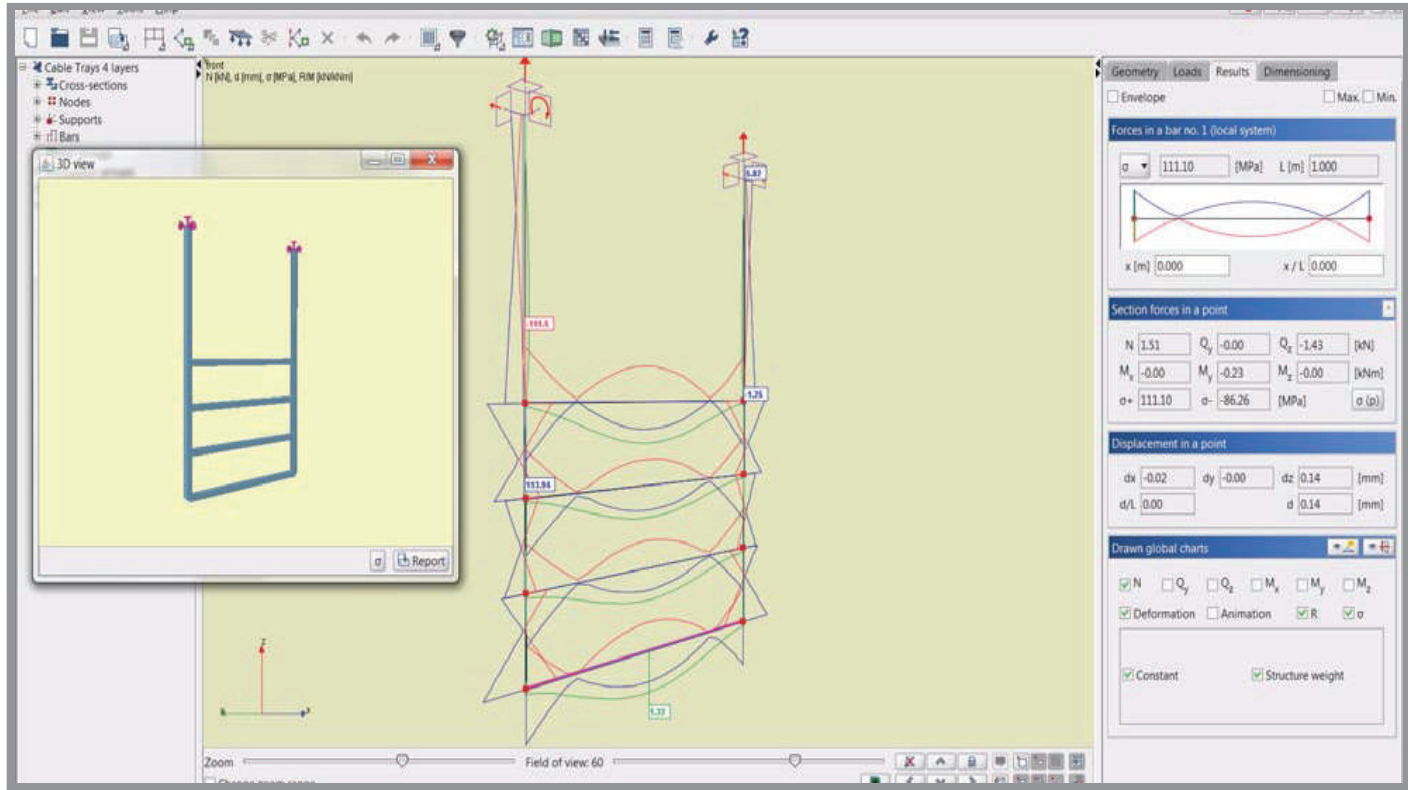 Cable Trays 4 layers
Cross-sections
Nodes
Supports
Bars
front
N [kN], d [mm], σ [MPa], R/M [kN/kNm]
3D view
σ
Report
5.87
-111.5
-1.25
113.94
1.32
z
x
Zoom
Field of view: 60
Geometry Loads Results Dimensioning
Envelope Max. Min.
Forces in a bar no. 1 (local system)
σ 111.10 [MPa] L [m] 1.000
x [m] 0.000 x / L 0.000
Section forces in a point
N 1.51 Qy -0.00 Qz -1.43 [kN]
Mx -0.00 My -0.23 Mz -0.00 [kNm]
σ+ 111.10 σ- -86.26 [MPa] σ (p)
Displacement in a point
dx -0.02 dy -0.00 dz 0.14 [mm]
d/L 0.00 d 0.14 [mm]
Drawn global charts
N Qy Qz Mx My Mz
Deformation Animation R σ
Constant Structure weight